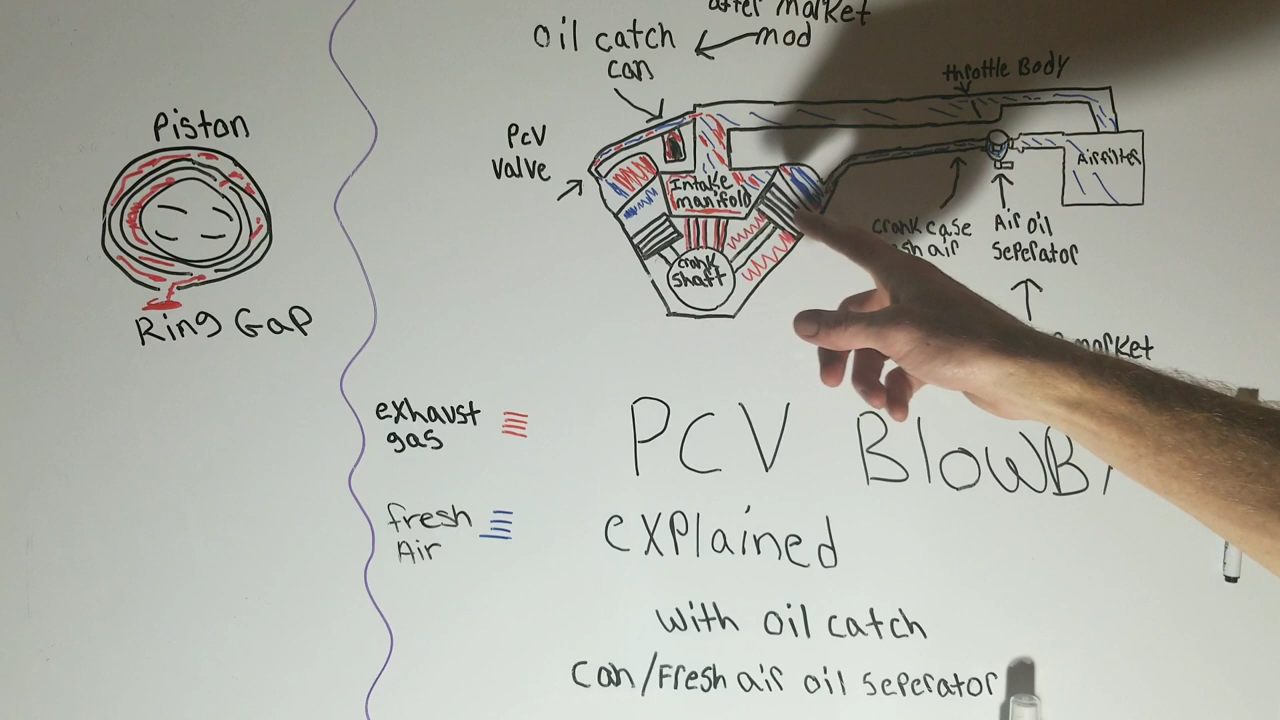 after market
mod
oil catch
can
throttle Body
Piston
PCV
Valve
Airfilter
Intake
manifold
crank case
Air oil
Seperator
crank
shaft
Ring Gap
exhaust
gas
PCV Blow
explained
fresh
Air
With oil catch
can/Fresh air oil seperator